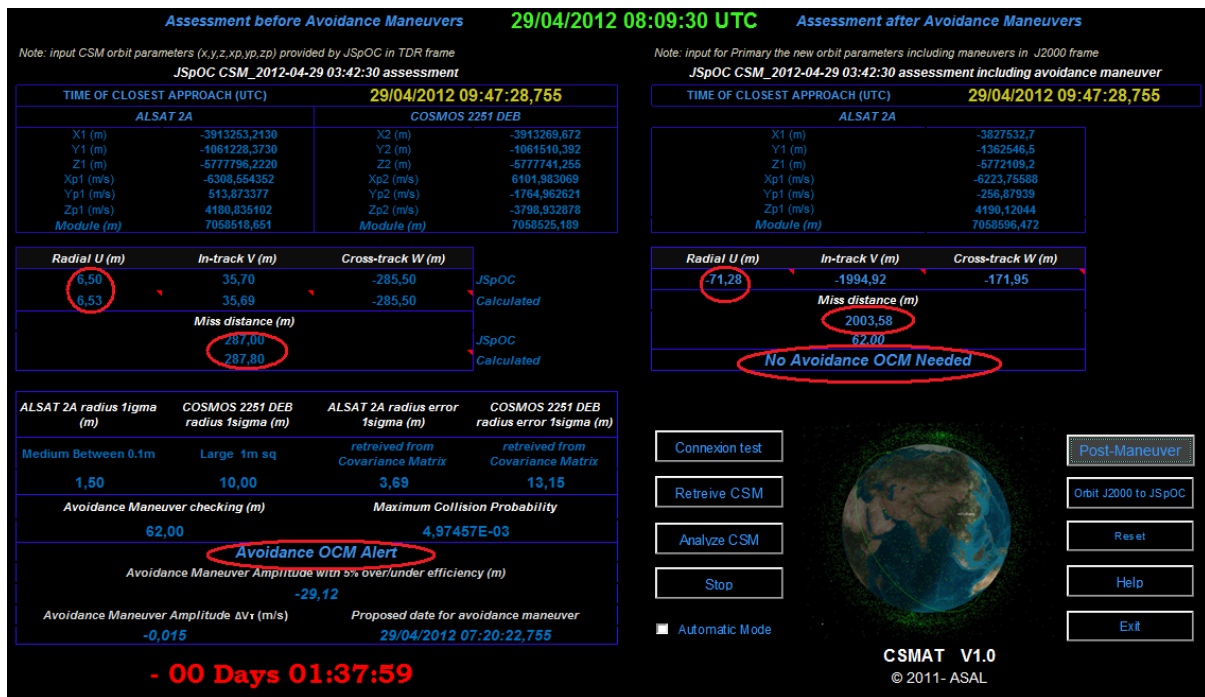 Assessment before Avoidance Maneuvers
29/04/2012 08:09:30 UTC
Assessment after Avoidance Maneuvers
Note: input CSM orbit parameters (x,y,z,xp,yp,zp) provided by JSpOC in TDR frame
JSpOC CSM_2012-04-29 03:42:30 assessment
TIME OF CLOSEST APPROACH (UTC) 29/04/2012 09:47:28,755
ALSAT 2A COSMOS 2251 DEB
X1 (m) -3913253,2130 X2 (m) -3913269,672
Y1 (m) -1061228,3730 Y2 (m) -1061510,392
Z1 (m) -5777796,2220 Z2 (m) -5777741,255
Xp1 (m/s) -6308,554352 Xp2 (m/s) 6101,983069
Yp1 (m/s) 513,873377 Yp2 (m/s) -1764,962621
Zp1 (m/s) 4180,835102 Zp2 (m/s) -3798,932878
Module (m) 7058518,651 Module (m) 7058525,189
Radial U (m) In-track V (m) Cross-track W (m)
6,50 35,70 -285,50 JSpOC
6,53 35,69 -285,50 Calculated
Miss distance (m)
287,00 JSpOC
287,80 Calculated
ALSAT 2A radius 1igma (m) COSMOS 2251 DEB radius 1sigma (m) ALSAT 2A radius error 1sigma (m) COSMOS 2251 DEB radius error 1sigma (m)
Medium Between 0.1m Large 1m sq retreived from Covariance Matrix retreived from Covariance Matrix
1,50 10,00 3,69 13,15
Avoidance Maneuver checking (m) Maximum Collision Probability
62,00 4,97457E-03
Avoidance OCM Alert
Avoidance Maneuver Amplitude with 5% over/under efficiency (m)
-29,12
Avoidance Maneuver Amplitude ΔVT (m/s) Proposed date for avoidance maneuver
-0,015 29/04/2012 07:20:22,755
- 00 Days 01:37:59
Note: input for Primary the new orbit parameters including maneuvers in J2000 frame
JSpOC CSM_2012-04-29 03:42:30 assessment including avoidance maneuver
TIME OF CLOSEST APPROACH (UTC) 29/04/2012 09:47:28,755
ALSAT 2A
X1 (m) -3827532,7
Y1 (m) -1362546,5
Z1 (m) -5772109,2
Xp1 (m/s) -6223,75588
Yp1 (m/s) -256,87939
Zp1 (m/s) 4190,12044
Module (m) 7058596,472
Radial U (m) In-track V (m) Cross-track W (m)
-71,28 -1994,92 -171,95
Miss distance (m)
2003,58
62,00
No Avoidance OCM Needed
Connexion test
Retreive CSM
Analyze CSM
Stop
Automatic Mode
Post-Maneuver
Orbit J2000 to JSpOC
Reset
Help
Exit
CSMAT V1.0
© 2011- ASAL